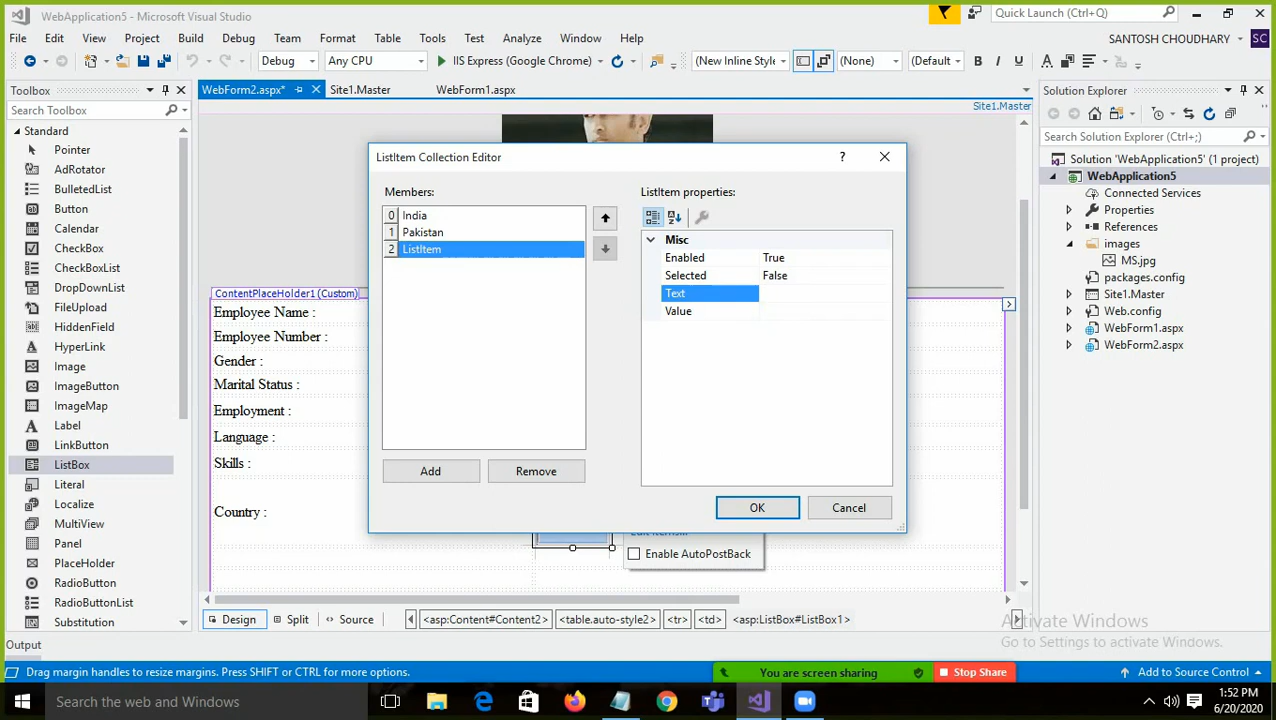 WebApplication5 - Microsoft Visual Studio
Quick Launch (Ctrl+Q)
File Edit View Project Build Debug Team Format Table Tools Test Analyze Window Help
SANTOSH CHOUDHARY SC
Debug Any CPU IIS Express (Google Chrome) (New Inline Style (None) (Default B I U A
Toolbox
WebForm2.aspx* Site1.Master WebForm1.aspx
Solution Explorer
Search Toolbox
Site1.Master
Search Solution Explorer (Ctrl+;)
Standard
Pointer
AdRotator
BulletedList
Button
Calendar
CheckBox
CheckBoxList
DropDownList
FileUpload
HiddenField
HyperLink
Image
ImageButton
ImageMap
Label
LinkButton
ListBox
Literal
Localize
MultiView
Panel
PlaceHolder
RadioButton
RadioButtonList
Substitution
ContentPlaceHolder1 (Custom)
Employee Name :
Employee Number :
Gender :
Marital Status :
Employment :
Language :
Skills :
Country :
ListItem Collection Editor
?
Members:
0 India
1 Pakistan
2 ListItem
Add Remove
ListItem properties:
Misc
Enabled True
Selected False
Text
Value
OK Cancel
Enable AutoPostBack
Solution 'WebApplication5' (1 project)
WebApplication5
Connected Services
Properties
References
images
MS.jpg
packages.config
Site1.Master
Web.config
WebForm1.aspx
WebForm2.aspx
Design Split Source <asp:Content#Content2> <table.auto-style2> <tr> <td> <asp:ListBox#ListBox1>
Activate Windows
Go to Settings to activate Windows.
Output
Drag margin handles to resize margins. Press SHIFT or CTRL for more options.
You are screen sharing Stop Share
Add to Source Control
Search the web and Windows
1:52 PM
6/20/2020